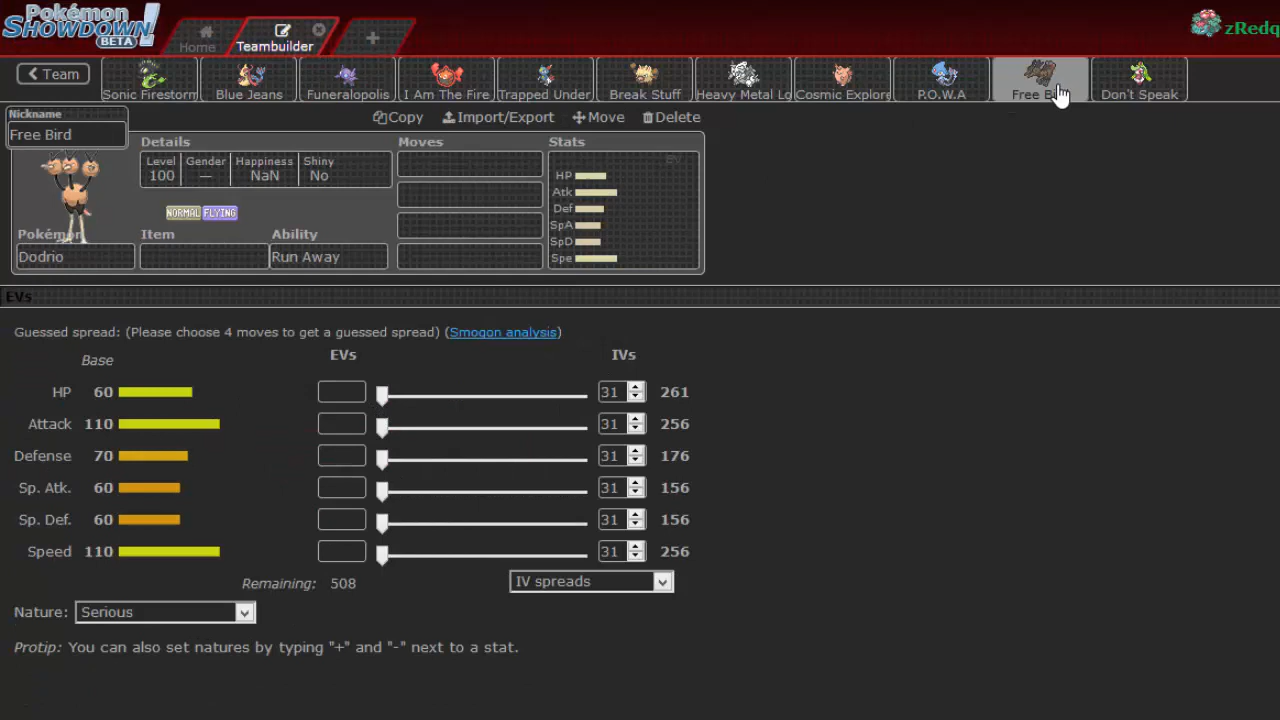 Pokémon
SHOWDOWN!
BETA
Home
Teambuilder
+
zRedq
Team
Sonic Firestorm
Blue Jeans
Funeralopolis
I Am The Fire
Trapped Under
Break Stuff
Heavy Metal Lo
Cosmic Explore
P.O.W.A
Free Bi
Don't Speak
Nickname
Free Bird
Copy
Import/Export
Move
Delete
Details
Moves
Stats
Level Gender Happiness Shiny
100 — NaN No
EV
HP
Atk
Def
SpA
SpD
Spe
NORMAL FLYING
Pokémon
Item
Ability
Dodrio
Run Away
EVs
Guessed spread: (Please choose 4 moves to get a guessed spread) (Smogon analysis)
Base EVs IVs
HP 60 31 261
Attack 110 31 256
Defense 70 31 176
Sp. Atk. 60 31 156
Sp. Def. 60 31 156
Speed 110 31 256
Remaining: 508
IV spreads
Nature: Serious
Protip: You can also set natures by typing "+" and "-" next to a stat.